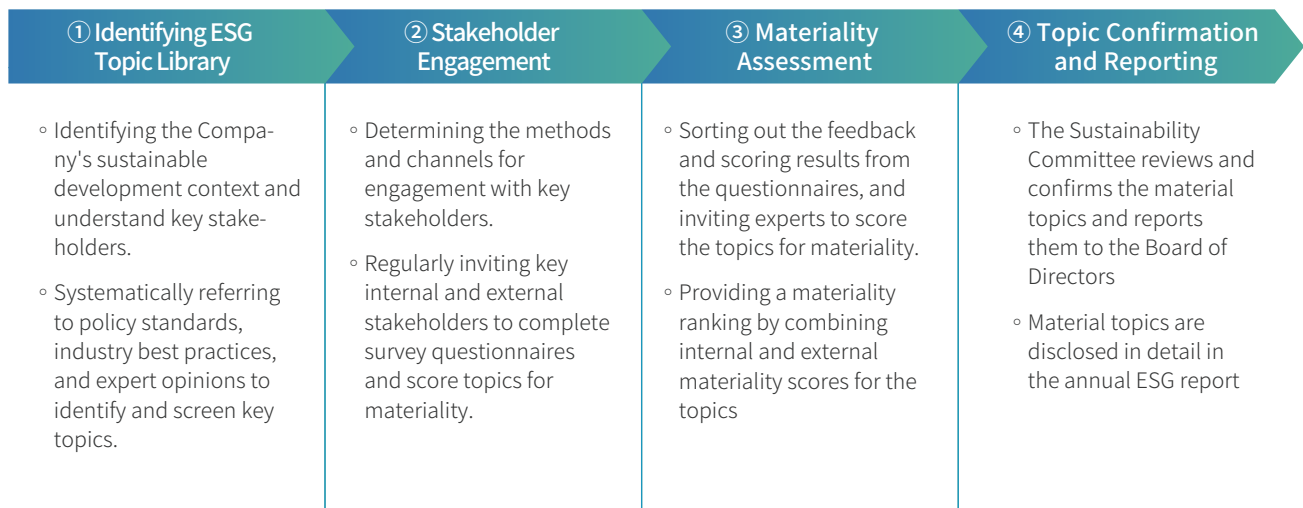 ① Identifying ESG
Topic Library
◦ Identifying the Compa-
ny's sustainable
development context and
understand key stake-
holders.
◦ Systematically referring
to policy standards,
industry best practices,
and expert opinions to
identify and screen key
topics.
② Stakeholder
Engagement
◦ Determining the methods
and channels for
engagement with key
stakeholders.
◦ Regularly inviting key
internal and external
stakeholders to complete
survey questionnaires
and score topics for
materiality.
③ Materiality
Assessment
◦ Sorting out the feedback
and scoring results from
the questionnaires, and
inviting experts to score
the topics for materiality.
◦ Providing a materiality
ranking by combining
internal and external
materiality scores for the
topics
④ Topic Confirmation
and Reporting
◦ The Sustainability
Committee reviews and
confirms the material
topics and reports
them to the Board of
Directors
◦ Material topics are
disclosed in detail in
the annual ESG report